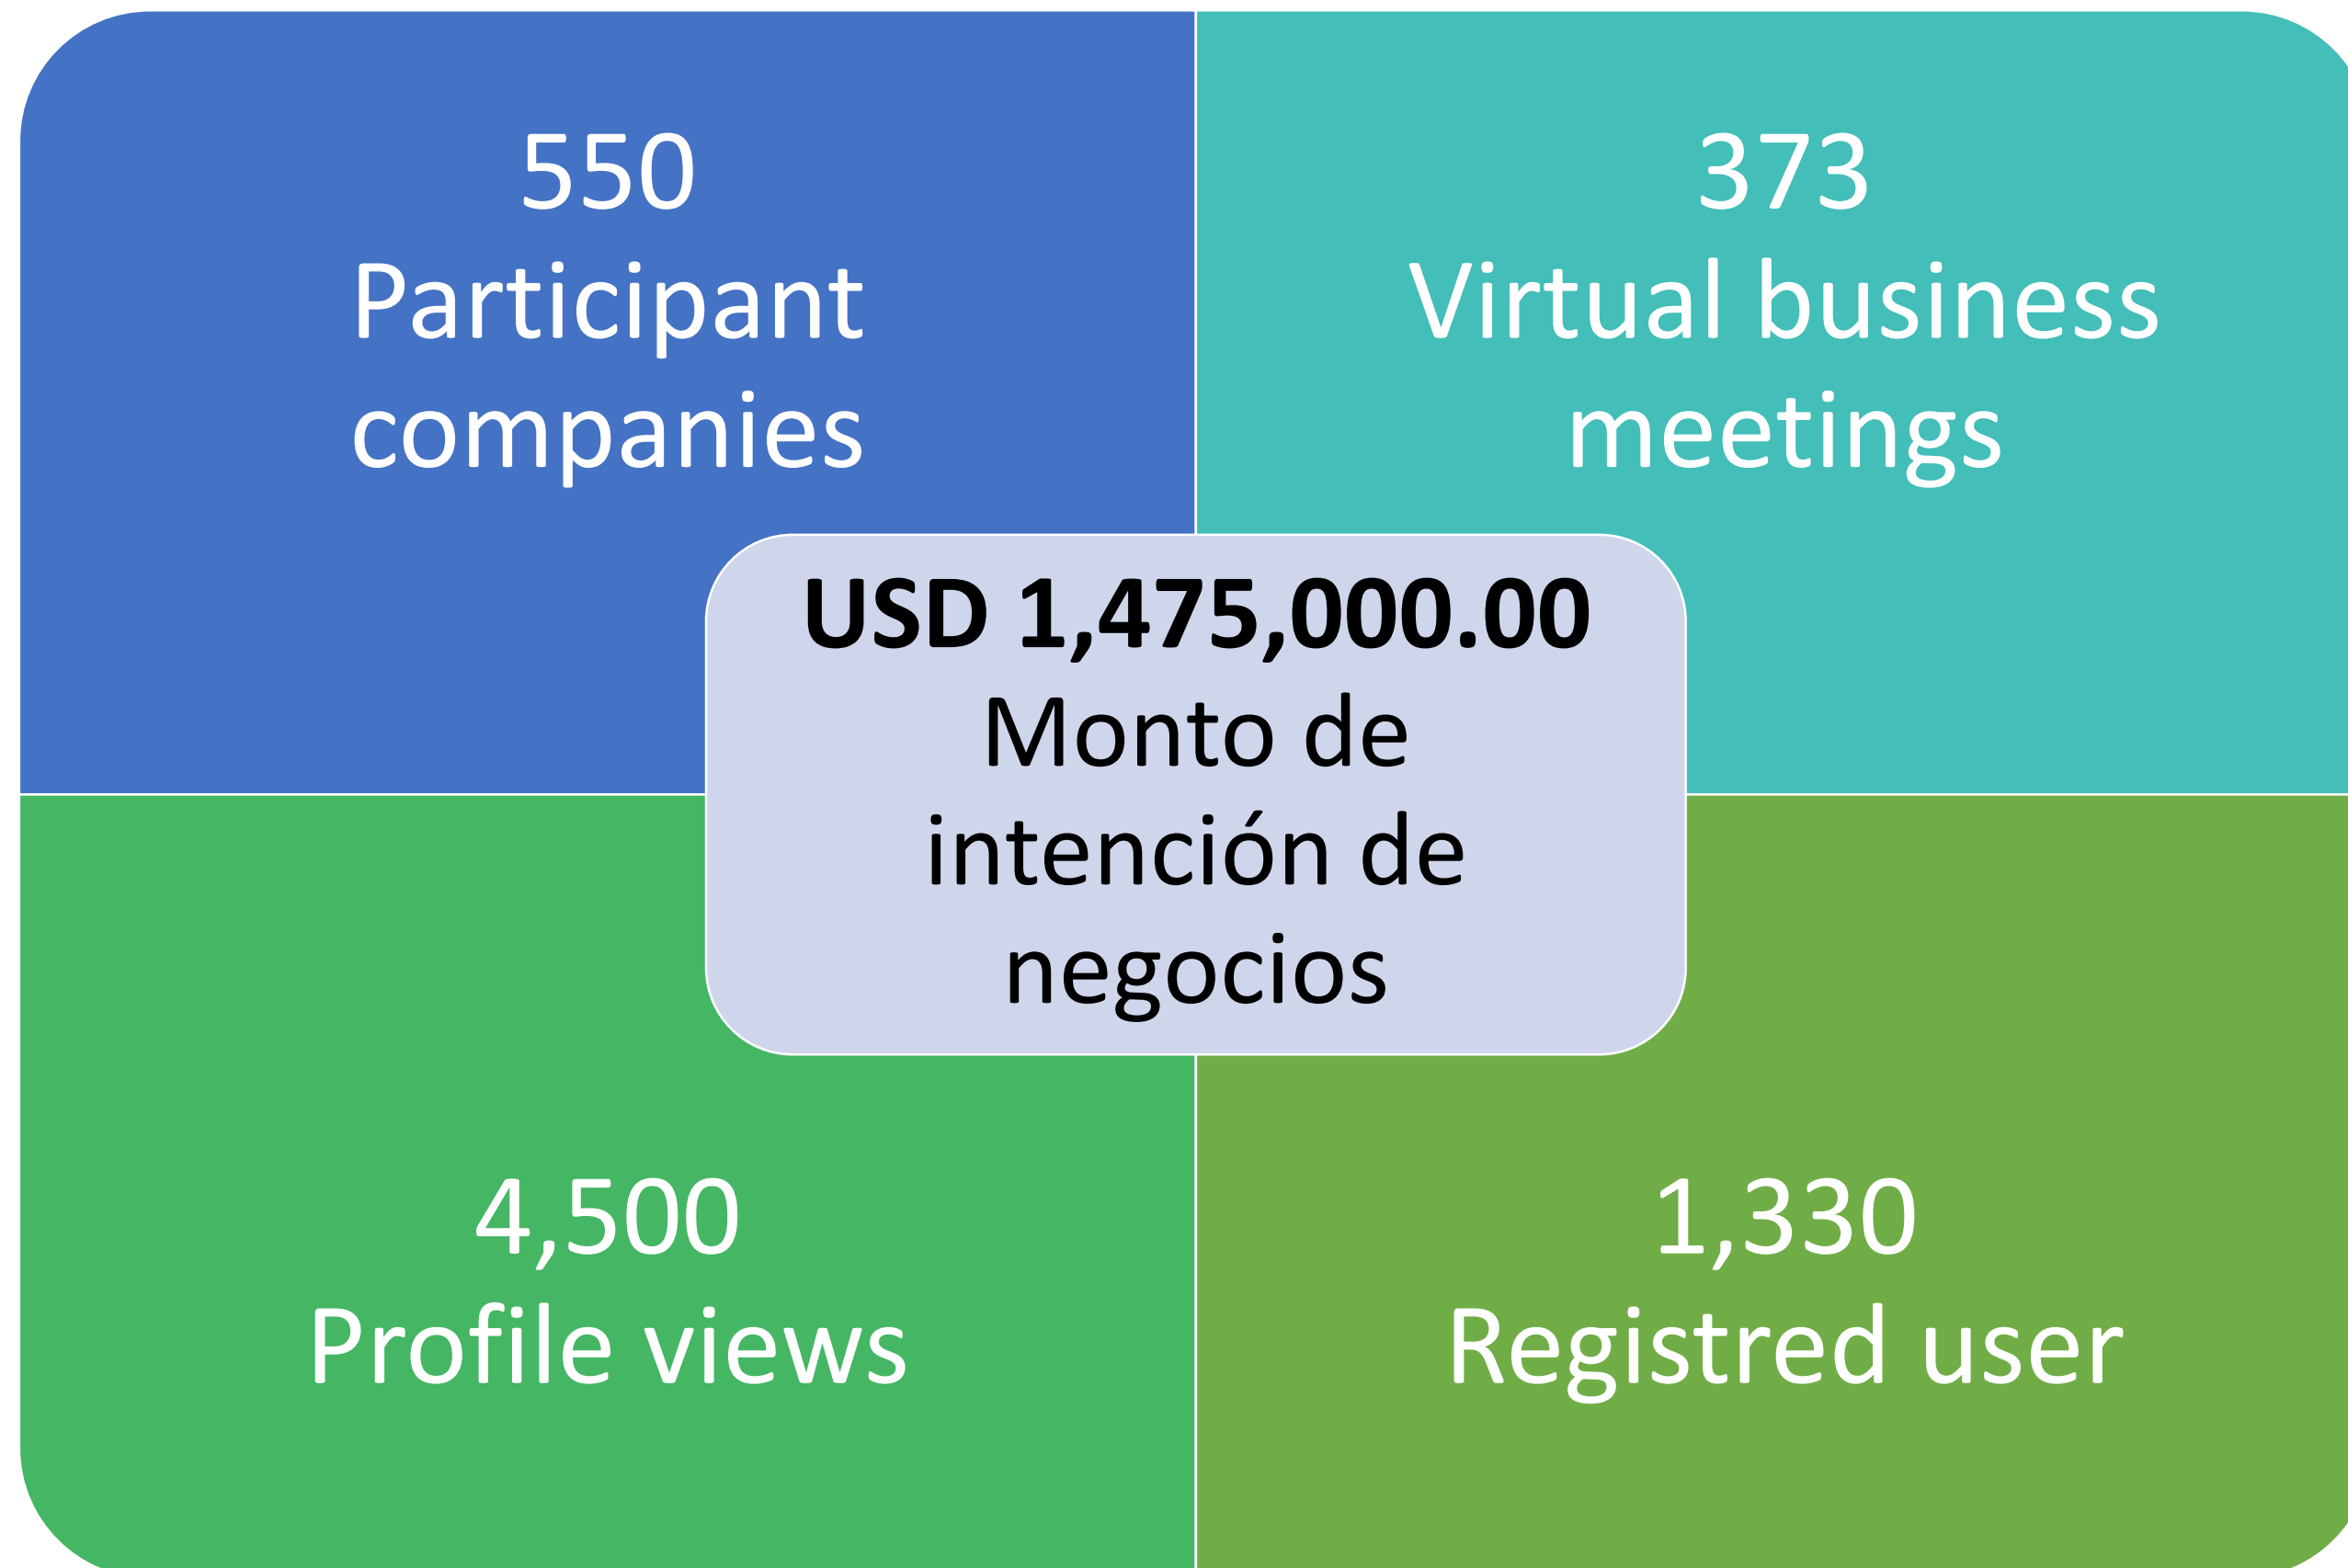 550
Participant
companies
373
Virtual business
meetings
USD 1,475,000.00
Monto de
intención de
negocios
4,500
Profile views
1,330
Registred user